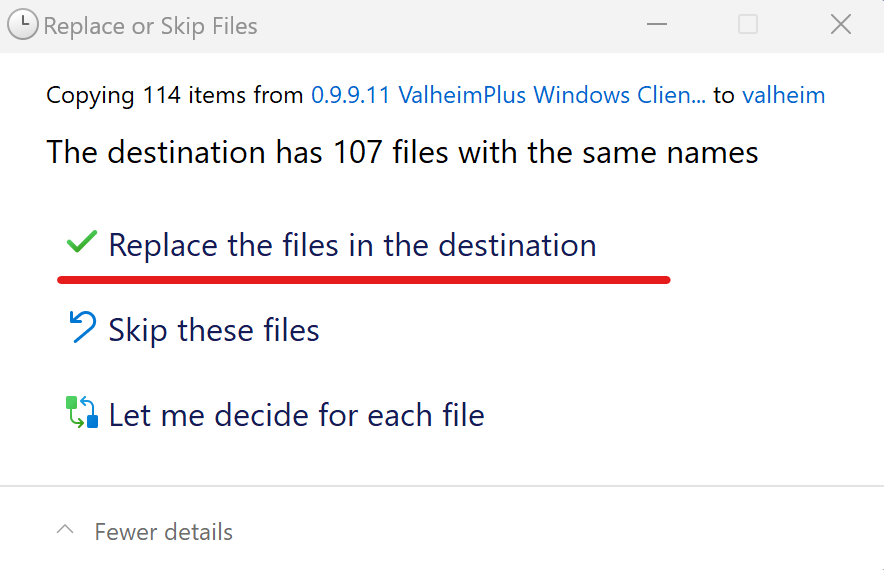 Replace or Skip Files
Copying 114 items from 0.9.9.11 ValheimPlus Windows Clien... to valheim
The destination has 107 files with the same names
Replace the files in the destination
Skip these files
Let me decide for each file
Fewer details